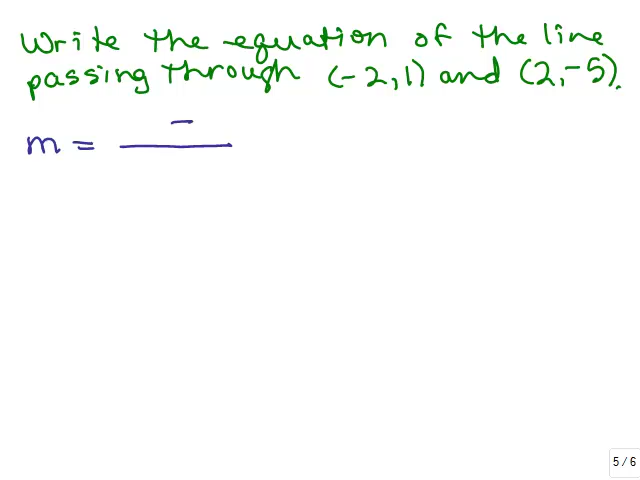 Write the equation of the line
passing through (-2,1) and (2,-5).
m = -
5/6